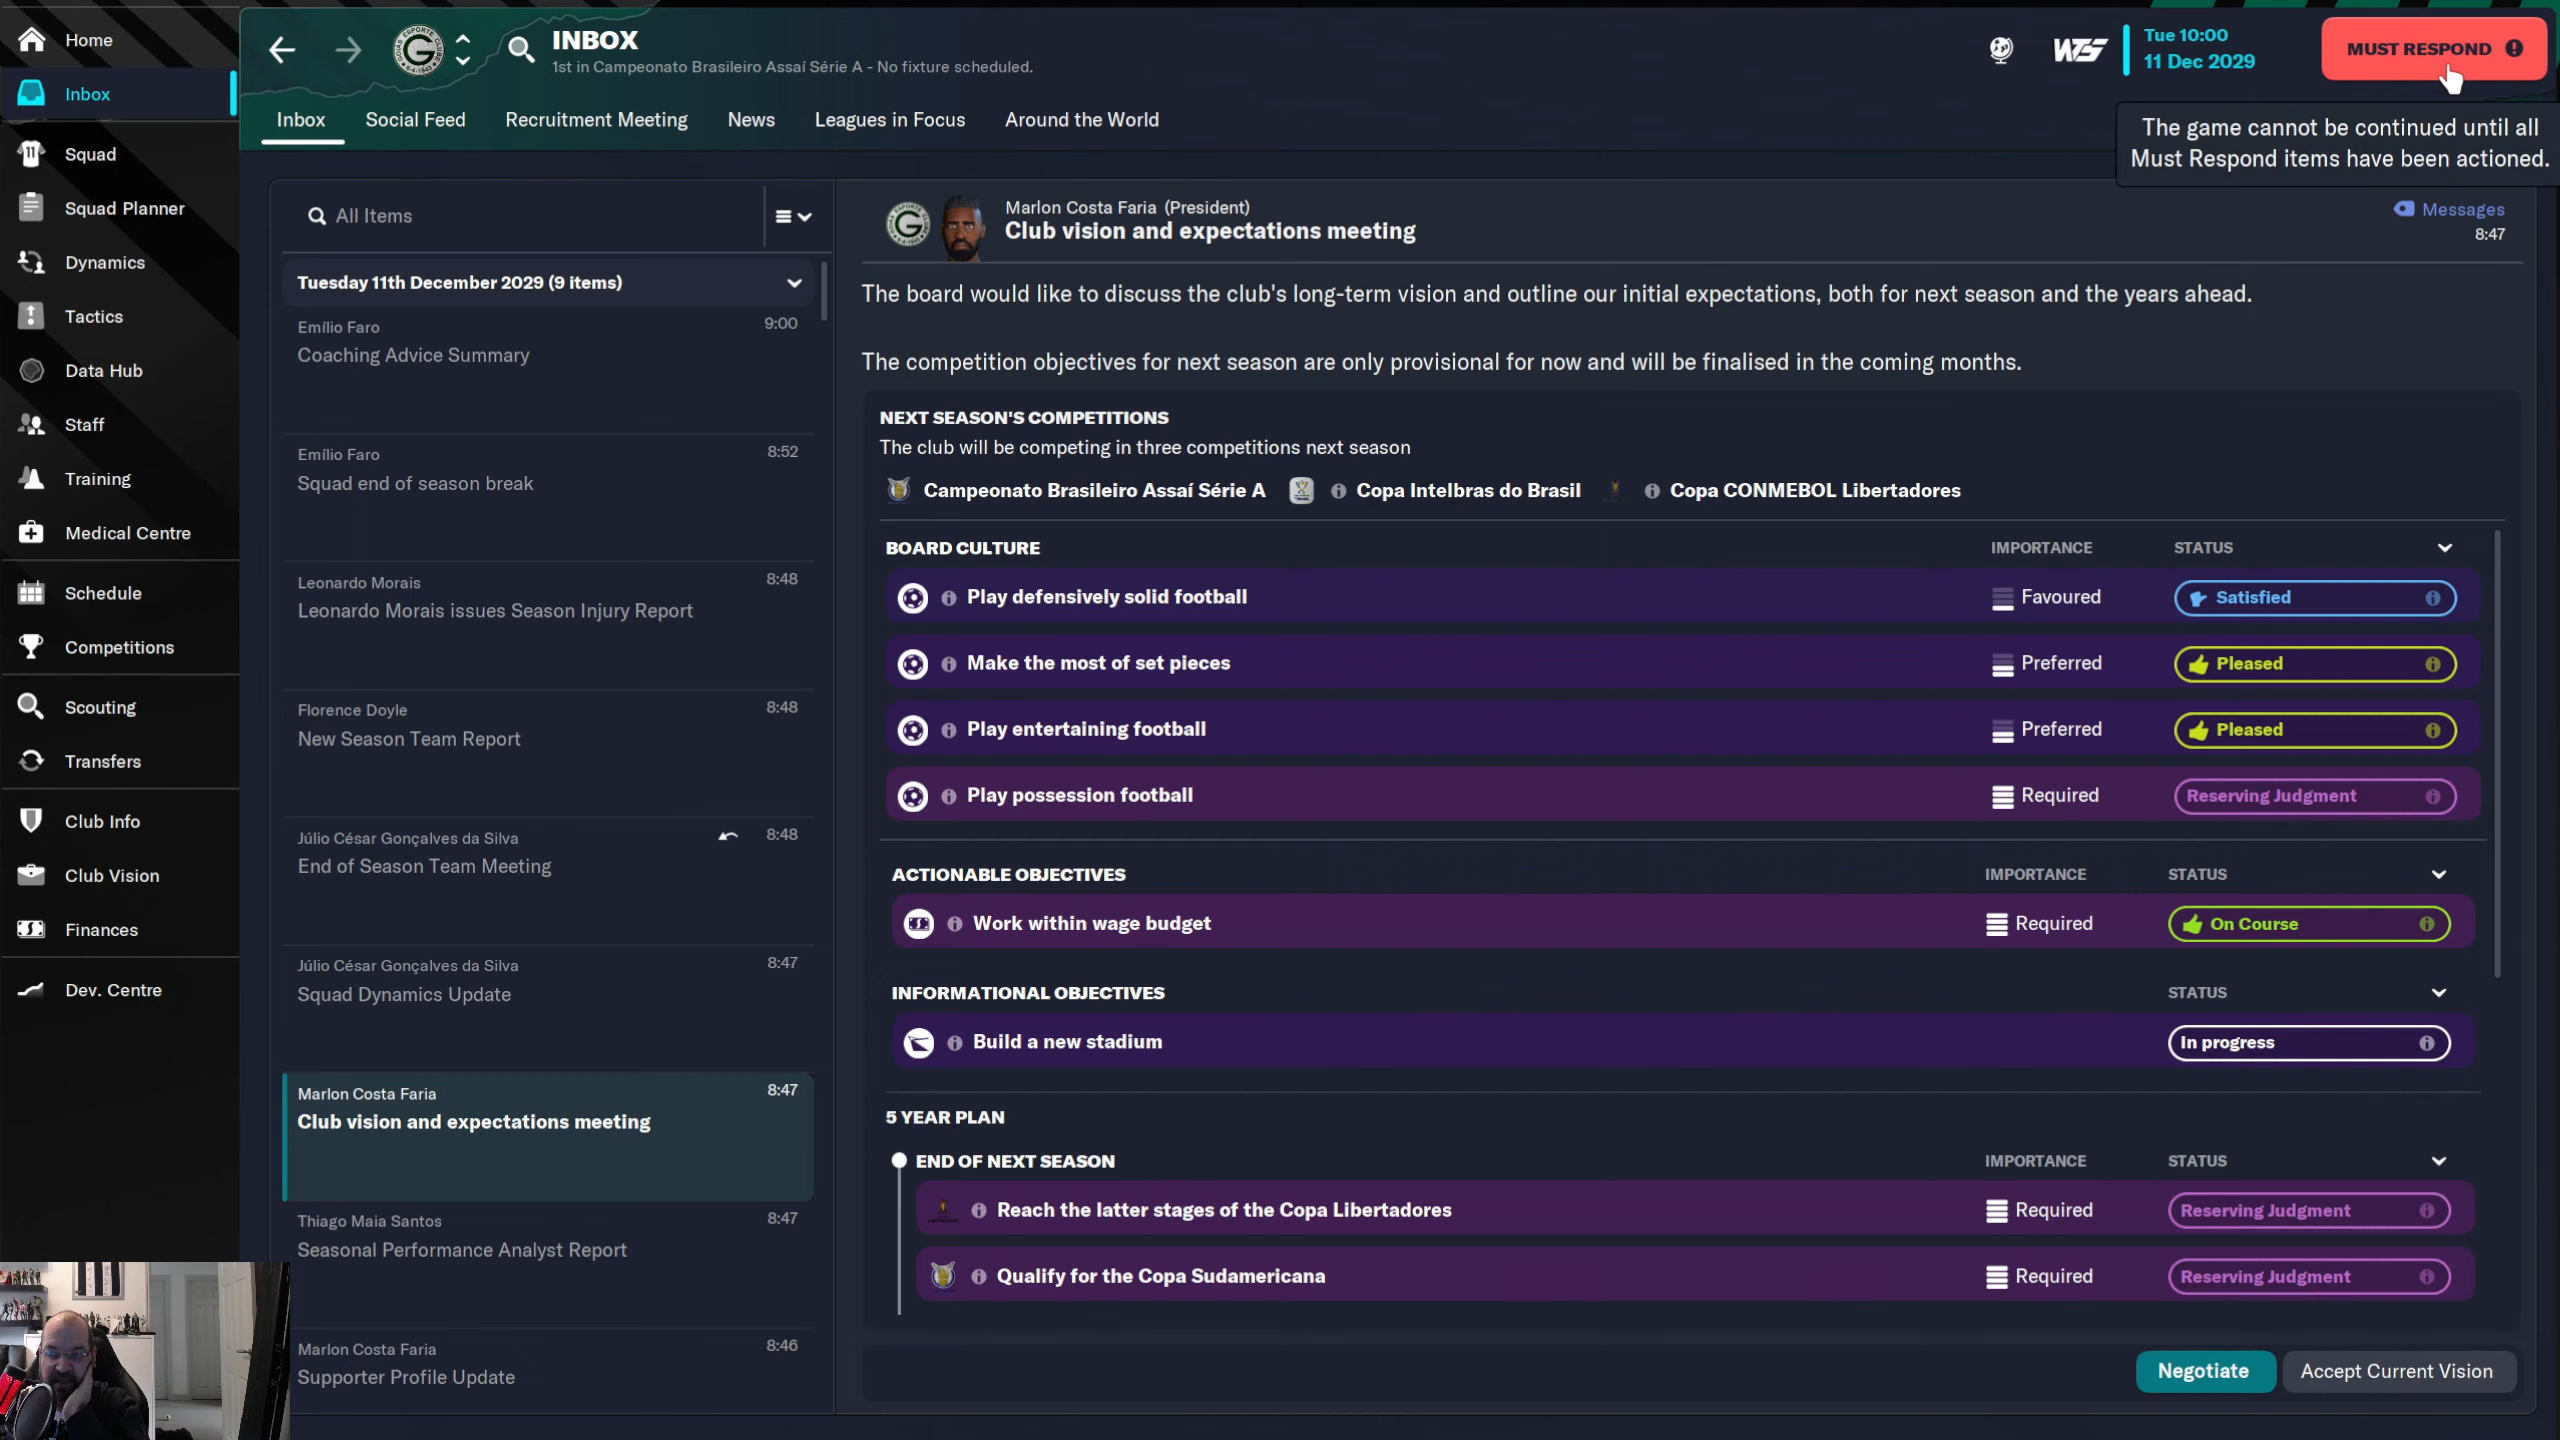 Home
Inbox
Squad
Squad Planner
Dynamics
Tactics
Data Hub
Staff
Training
Medical Centre
Schedule
Competitions
Scouting
Transfers
Club Info
Club Vision
Finances
Dev. Centre
INBOX
1st in Campeonato Brasileiro Assaí Série A - No fixture scheduled.
Tue 10:00
11 Dec 2029
MUST RESPOND
The game cannot be continued until all
Must Respond items have been actioned.
Inbox Social Feed Recruitment Meeting News Leagues in Focus Around the World
All Items
Tuesday 11th December 2029 (9 items)
Emílio Faro 9:00
Coaching Advice Summary
Emílio Faro 8:52
Squad end of season break
Leonardo Morais 8:48
Leonardo Morais issues Season Injury Report
Florence Doyle 8:48
New Season Team Report
Júlio César Gonçalves da Silva 8:48
End of Season Team Meeting
Júlio César Gonçalves da Silva 8:47
Squad Dynamics Update
Marlon Costa Faria 8:47
Club vision and expectations meeting
Thiago Maia Santos 8:47
Seasonal Performance Analyst Report
Marlon Costa Faria 8:46
Supporter Profile Update
Marlon Costa Faria (President)
Club vision and expectations meeting
Messages
8:47
The board would like to discuss the club's long-term vision and outline our initial expectations, both for next season and the years ahead.
The competition objectives for next season are only provisional for now and will be finalised in the coming months.
NEXT SEASON'S COMPETITIONS
The club will be competing in three competitions next season
Campeonato Brasileiro Assaí Série A Copa Intelbras do Brasil Copa CONMEBOL Libertadores
BOARD CULTURE IMPORTANCE STATUS
Play defensively solid football Favoured Satisfied
Make the most of set pieces Preferred Pleased
Play entertaining football Preferred Pleased
Play possession football Required Reserving Judgment
ACTIONABLE OBJECTIVES IMPORTANCE STATUS
Work within wage budget Required On Course
INFORMATIONAL OBJECTIVES STATUS
Build a new stadium In progress
5 YEAR PLAN
END OF NEXT SEASON IMPORTANCE STATUS
Reach the latter stages of the Copa Libertadores Required Reserving Judgment
Qualify for the Copa Sudamericana Required Reserving Judgment
Negotiate Accept Current Vision